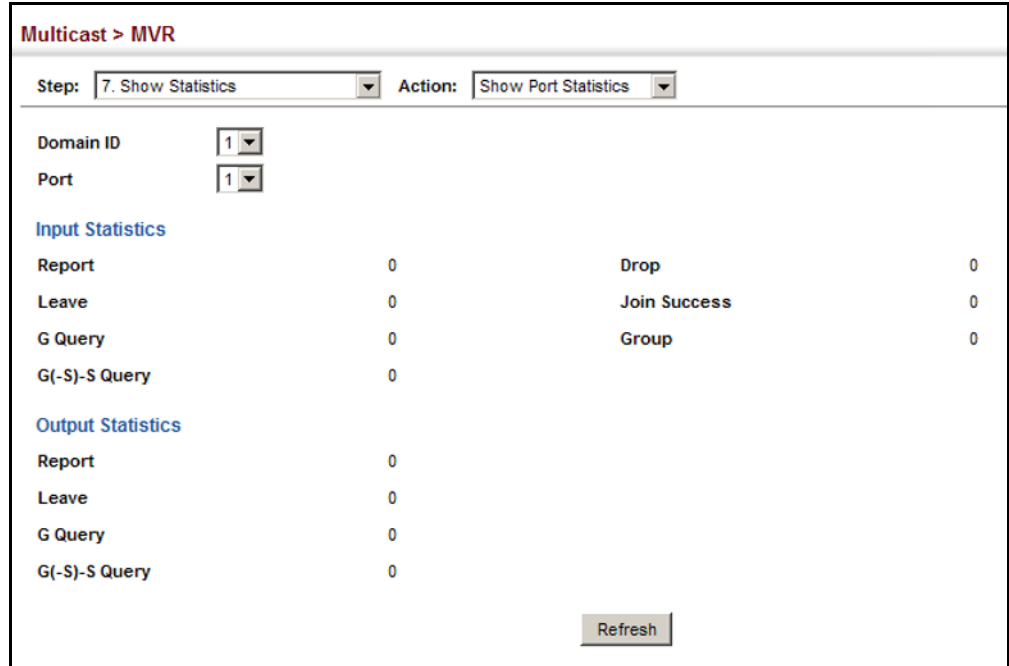 Multicast > MVR
Step: 7. Show Statistics Action: Show Port Statistics
Domain ID 1
Port 1
Input Statistics
Report 0 Drop 0
Leave 0 Join Success 0
G Query 0 Group 0
G(-S)-S Query 0
Output Statistics
Report 0
Leave 0
G Query 0
G(-S)-S Query 0
Refresh